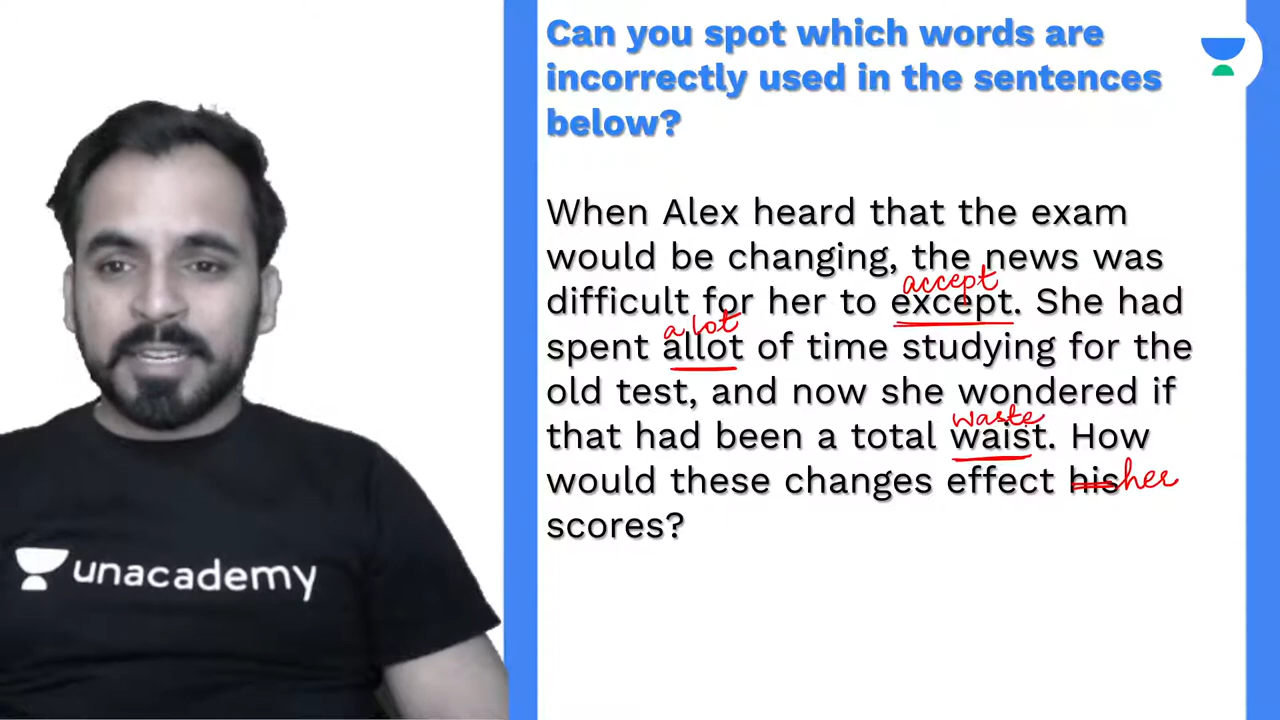 Can you spot which words are
incorrectly used in the sentences
below?
When Alex heard that the exam
would be changing, the news was
accept
difficult for her to except. She had
a lot
spent allot of time studying for the
old test, and now she wondered if
waste
that had been a total waist. How
would these changes effect his her
scores?
unacademy